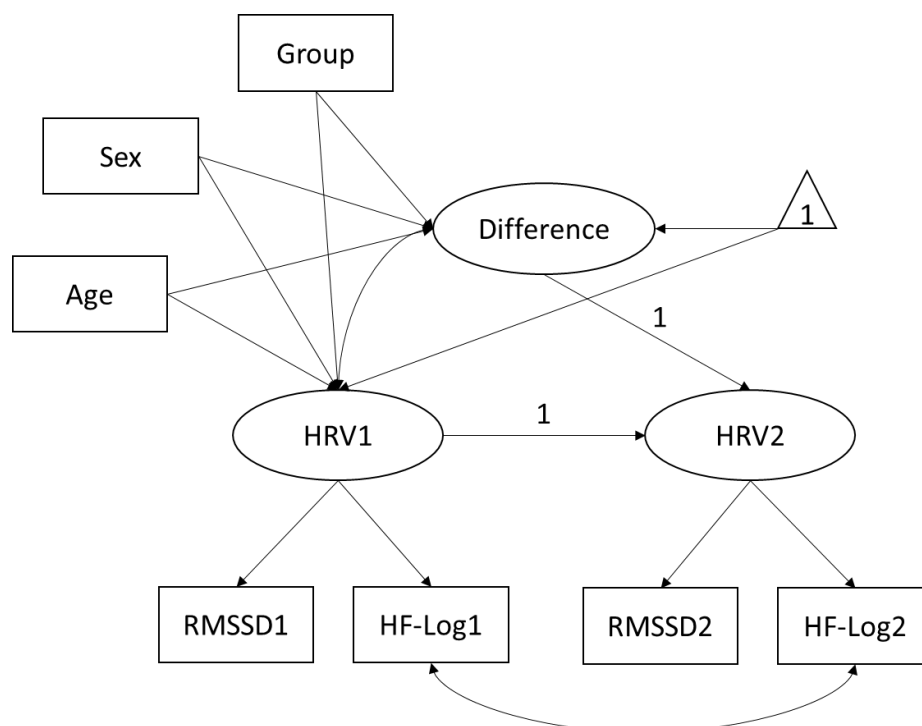 Group
Sex
Difference
1
Age
1
HRV1
1
HRV2
RMSSD1
HF-Log1
RMSSD2
HF-Log2